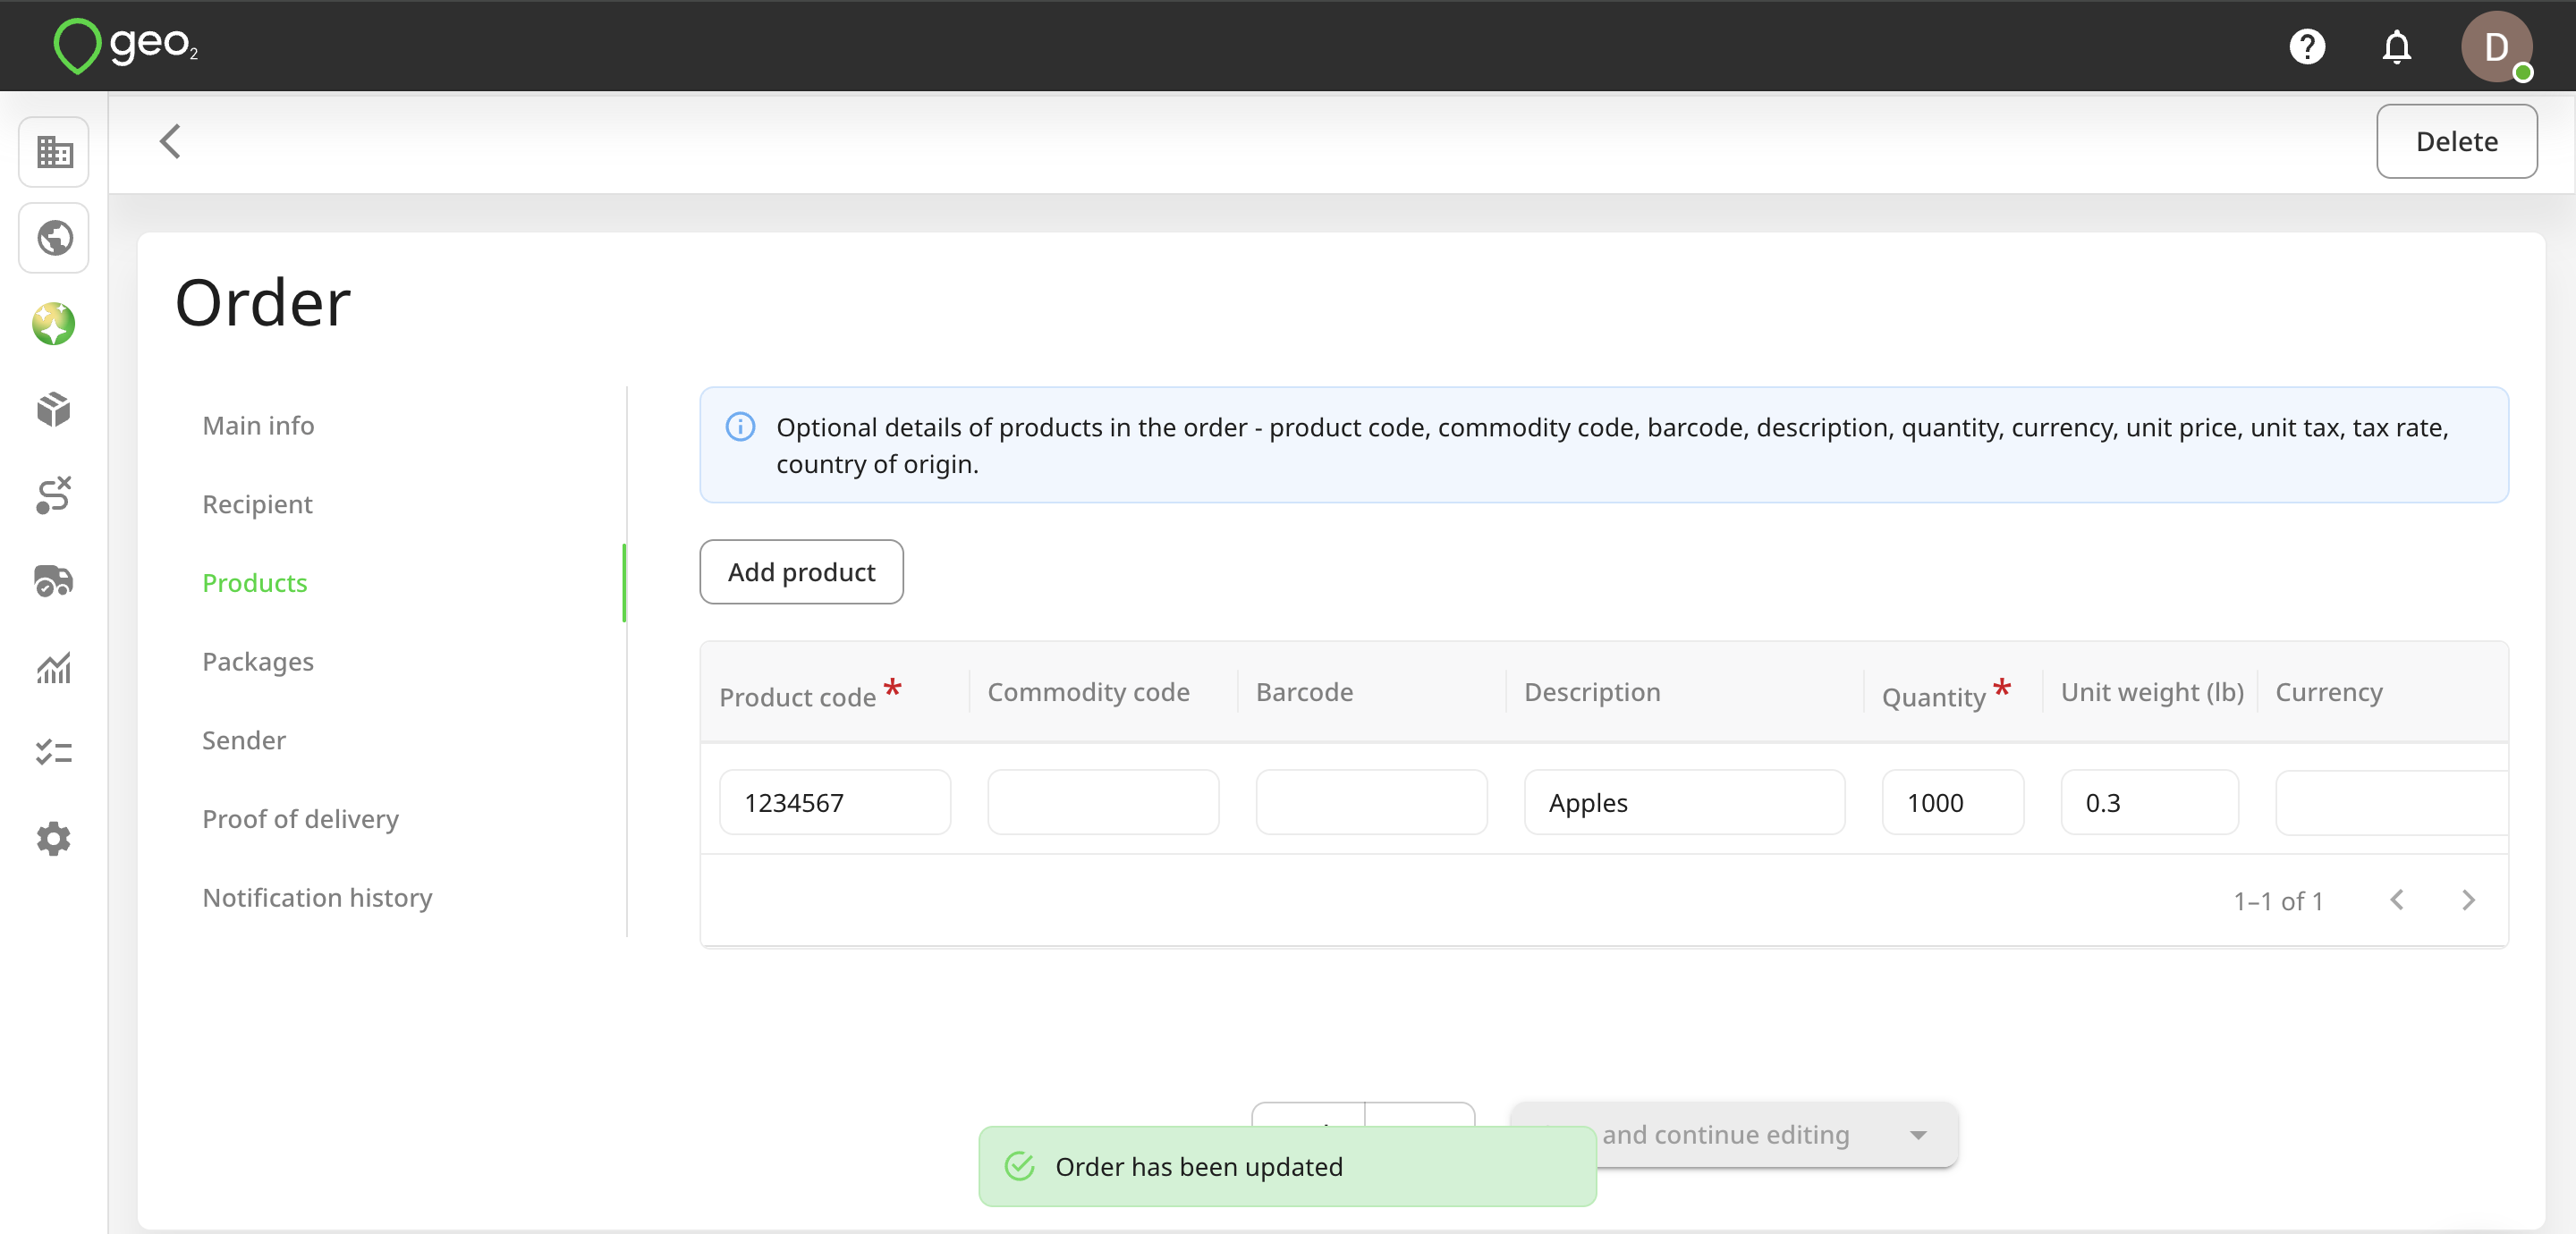 geo2
D
Delete
Order
Main info
Recipient
Products
Packages
Sender
Proof of delivery
Notification history
Optional details of products in the order - product code, commodity code, barcode, description, quantity, currency, unit price, unit tax, tax rate,
country of origin.
Add product
Product code * Commodity code Barcode Description Quantity * Unit weight (lb) Currency
1234567 Apples 1000 0.3
1–1 of 1
and continue editing
Order has been updated